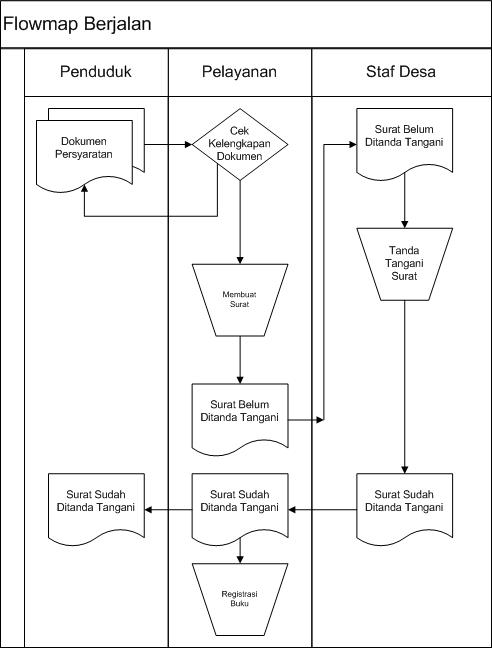 Flowmap Berjalan
Penduduk
Pelayanan
Staf Desa
Dokumen
Persyaratan
Cek
Kelengkapan
Dokumen
Surat Belum
Ditanda Tangani
Tanda
Tangani
Surat
Membuat
Surat
Surat Belum
Ditanda Tangani
Surat Sudah
Ditanda Tangani
Surat Sudah
Ditanda Tangani
Surat Sudah
Ditanda Tangani
Registrasi
Buku